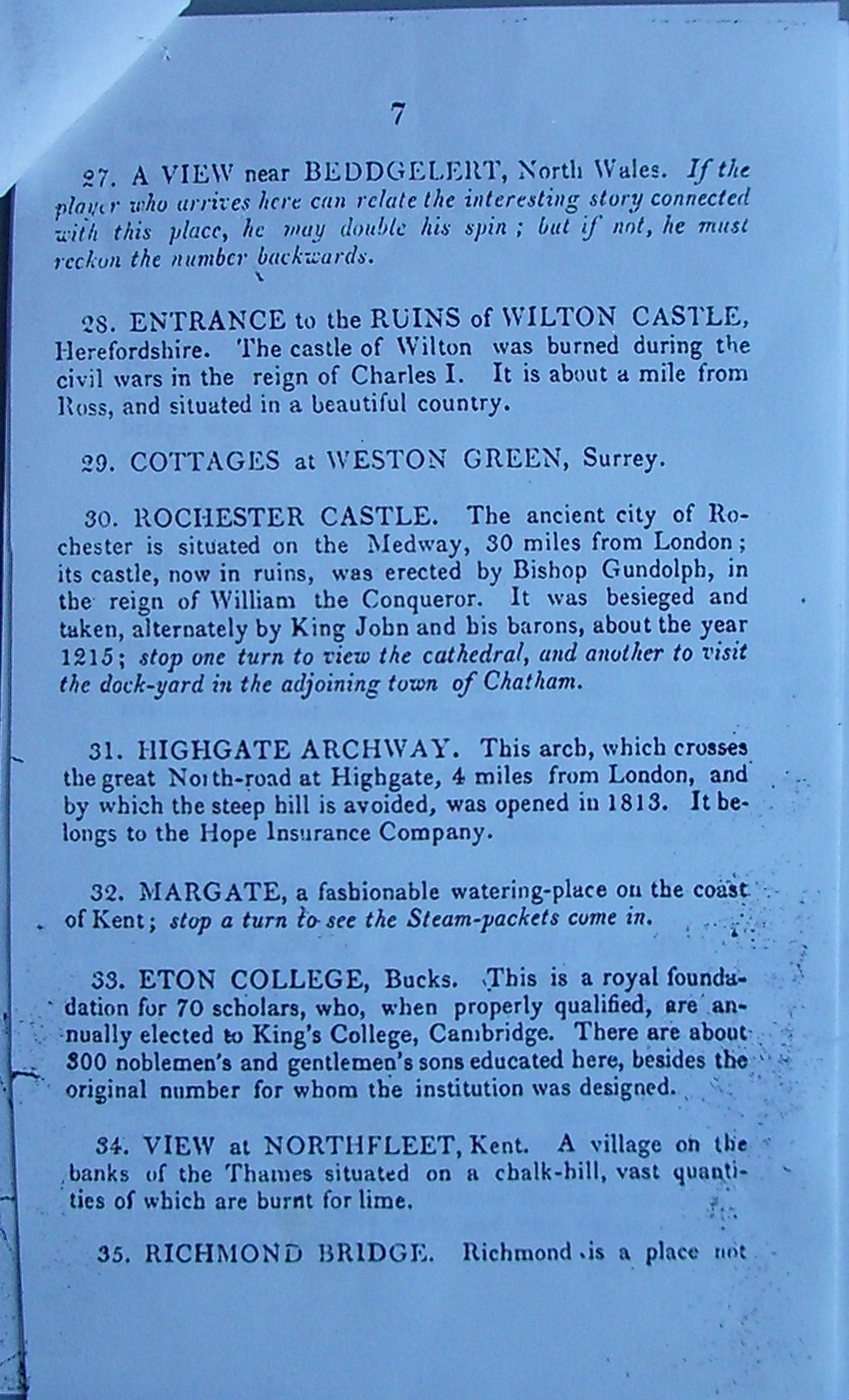 7
27. A VIEW near BEDDGELERT, North Wales. If the
player who arrives here can relate the interesting story connected
with this place, he may double his spin ; but if not, he must
reckon the number backwards.
28. ENTRANCE to the RUINS of WILTON CASTLE,
Herefordshire. The castle of Wilton was burned during the
civil wars in the reign of Charles I. It is about a mile from
Ross, and situated in a beautiful country.
29. COTTAGES at WESTON GREEN, Surrey.
30. ROCHESTER CASTLE. The ancient city of Ro-
chester is situated on the Medway, 30 miles from London ;
its castle, now in ruins, was erected by Bishop Gundolph, in
the reign of William the Conqueror. It was besieged and
taken, alternately by King John and his barons, about the year
1215 ; stop one turn to view the cathedral, and another to visit
the dock-yard in the adjoining town of Chatham.
31. HIGHGATE ARCHWAY. This arch, which crosses
the great North-road at Highgate, 4 miles from London, and
by which the steep hill is avoided, was opened in 1813. It be-
longs to the Hope Insurance Company.
32. MARGATE, a fashionable watering-place on the coast
of Kent ; stop a turn to see the Steam-packets come in.
33. ETON COLLEGE, Bucks. This is a royal founda-
dation for 70 scholars, who, when properly qualified, are an-
nually elected to King's College, Cambridge. There are about
300 noblemen's and gentlemen's sons educated here, besides the
original number for whom the institution was designed.
34. VIEW at NORTHFLEET, Kent. A village on the
banks of the Thames situated on a chalk-hill, vast quanti-
ties of which are burnt for lime.
35. RICHMOND BRIDGE. Richmond is a place not